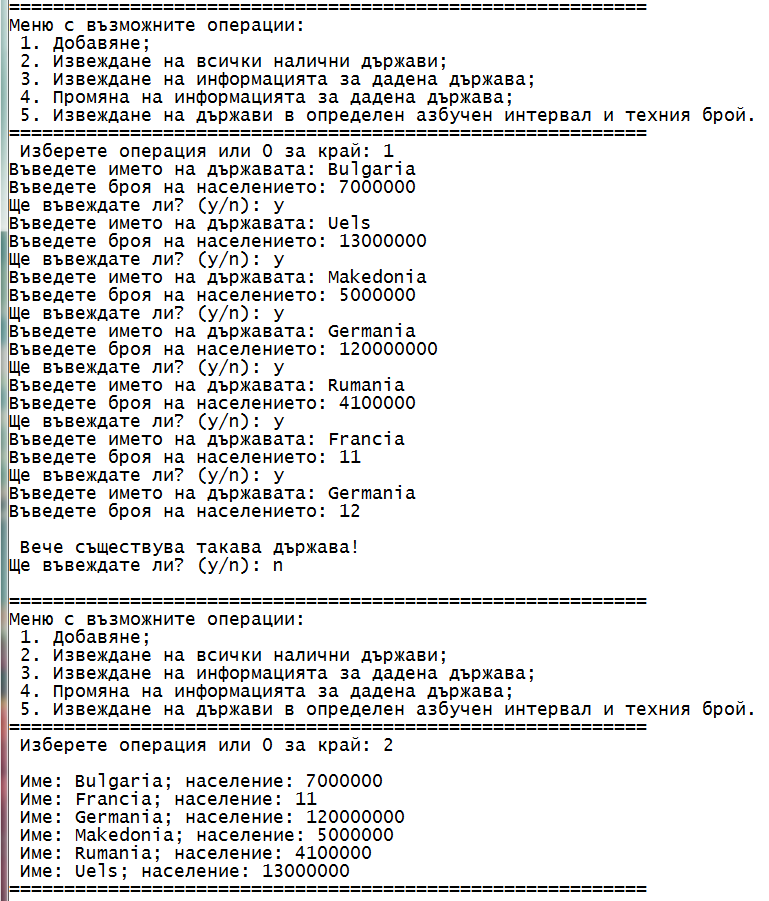 ==========================================================
Меню с възможните операции:
1. Добавяне;
2. Извеждане на всички налични държави;
3. Извеждане на информацията за дадена държава;
4. Промяна на информацията за дадена държава;
5. Извеждане на държави в определен азбучен интервал и техния брой.
==========================================================
Изберете операция или 0 за край: 1
Въведете името на държавата: Bulgaria
Въведете броя на населението: 7000000
Ще въвеждате ли? (y/n): y
Въведете името на държавата: Uels
Въведете броя на населението: 13000000
Ще въвеждате ли? (y/n): y
Въведете името на държавата: Makedonia
Въведете броя на населението: 5000000
Ще въвеждате ли? (y/n): y
Въведете името на държавата: Germania
Въведете броя на населението: 120000000
Ще въвеждате ли? (y/n): y
Въведете името на държавата: Rumania
Въведете броя на населението: 4100000
Ще въвеждате ли? (y/n): y
Въведете името на държавата: Francia
Въведете броя на населението: 11
Ще въвеждате ли? (y/n): y
Въведете името на държавата: Germania
Въведете броя на населението: 12
Вече съществува такава държава!
Ще въвеждате ли? (y/n): n
==========================================================
Меню с възможните операции:
1. Добавяне;
2. Извеждане на всички налични държави;
3. Извеждане на информацията за дадена държава;
4. Промяна на информацията за дадена държава;
5. Извеждане на държави в определен азбучен интервал и техния брой.
==========================================================
Изберете операция или 0 за край: 2
Име: Bulgaria; население: 7000000
Име: Francia; население: 11
Име: Germania; население: 120000000
Име: Makedonia; население: 5000000
Име: Rumania; население: 4100000
Име: Uels; население: 13000000
==========================================================